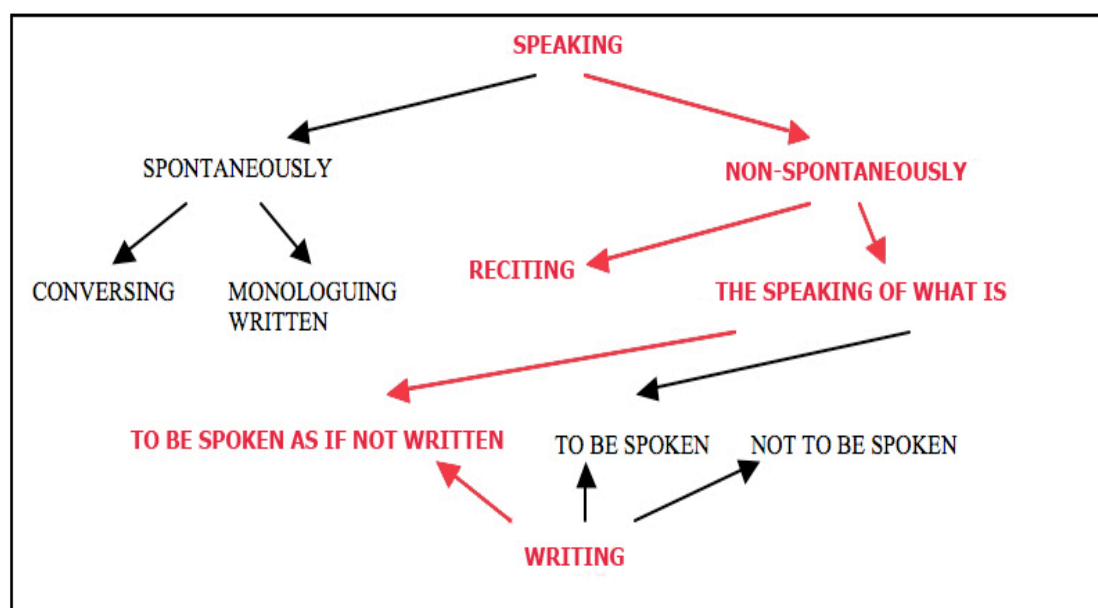 SPEAKING
SPONTANEOUSLY
NON-SPONTANEOUSLY
RECITING
CONVERSING
MONOLOGUING
WRITTEN
THE SPEAKING OF WHAT IS
TO BE SPOKEN AS IF NOT WRITTEN
TO BE SPOKEN
NOT TO BE SPOKEN
WRITING